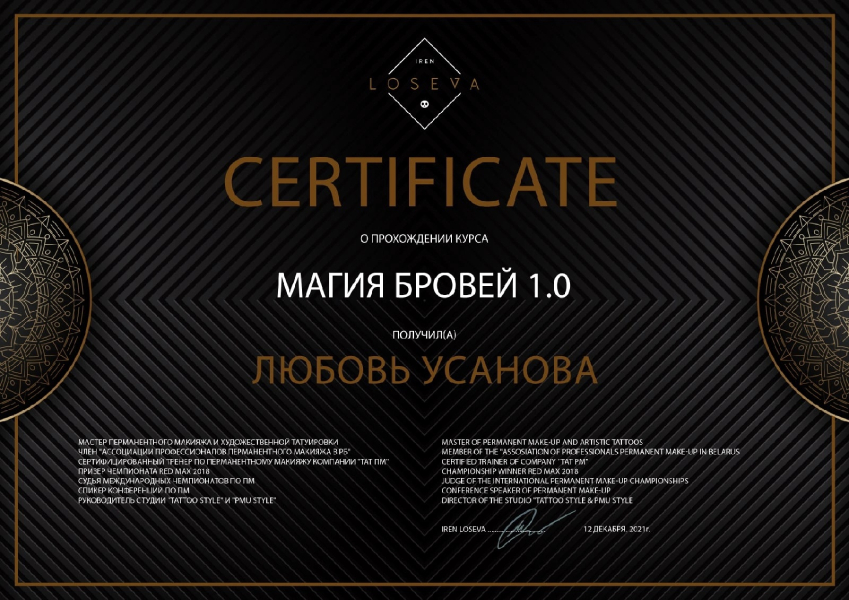 IREN
LOSEVA
CERTIFICATE
О ПРОХОЖДЕНИИ КУРСА
МАГИЯ БРОВЕЙ 1.0
ПОЛУЧИЛ(А)
ЛЮБОВЬ УСАНОВА
МАСТЕР ПЕРМАНЕНТНОГО МАКИЯЖА И ХУДОЖЕСТВЕННОЙ ТАТУИРОВКИ
ЧЛЕН "АССОЦИАЦИИ ПРОФЕССИОНАЛОВ ПЕРМАНЕНТНОГО МАКИЯЖА В РБ"
СЕРТИФИЦИРОВАННЫЙ ТРЕНЕР ПО ПЕРМАНЕНТНОМУ МАКИЯЖУ КОМПАНИИ "ТАТ ПМ"
ПРИЗЕР ЧЕМПИОНАТА RED MAX 2018
СУДЬЯ МЕЖДУНАРОДНЫХ ЧЕМПИОНАТОВ ПО ПМ
СПИКЕР КОНФЕРЕНЦИИ ПО ПМ
РУКОВОДИТЕЛЬ СТУДИИ "TATTOO STYLE" И "PMU STYLE"
MASTER OF PERMANENT MAKE-UP AND ARTISTIC TATTOOS
MEMBER OF THE "ASSOSIATION OF PROFESSIONALS PERMANENT MAKE-UP IN BELARUS
CERTIFIED TRAINER OF COMPANY "TAT PM"
CHAMPIONSHIP WINNER RED MAX 2018
JUDGE OF THE INTERNATIONAL PERMANENT MAKE-UP CHAMPIONSHIPS
CONFERENCE SPEAKER OF PERMANENT MAKE-UP
DIRECTOR OF THE STUDIO "TATTOO STYLE & PMU STYLE
IREN LOSEVA .................... 12 ДЕКАБРЯ, 2021г.